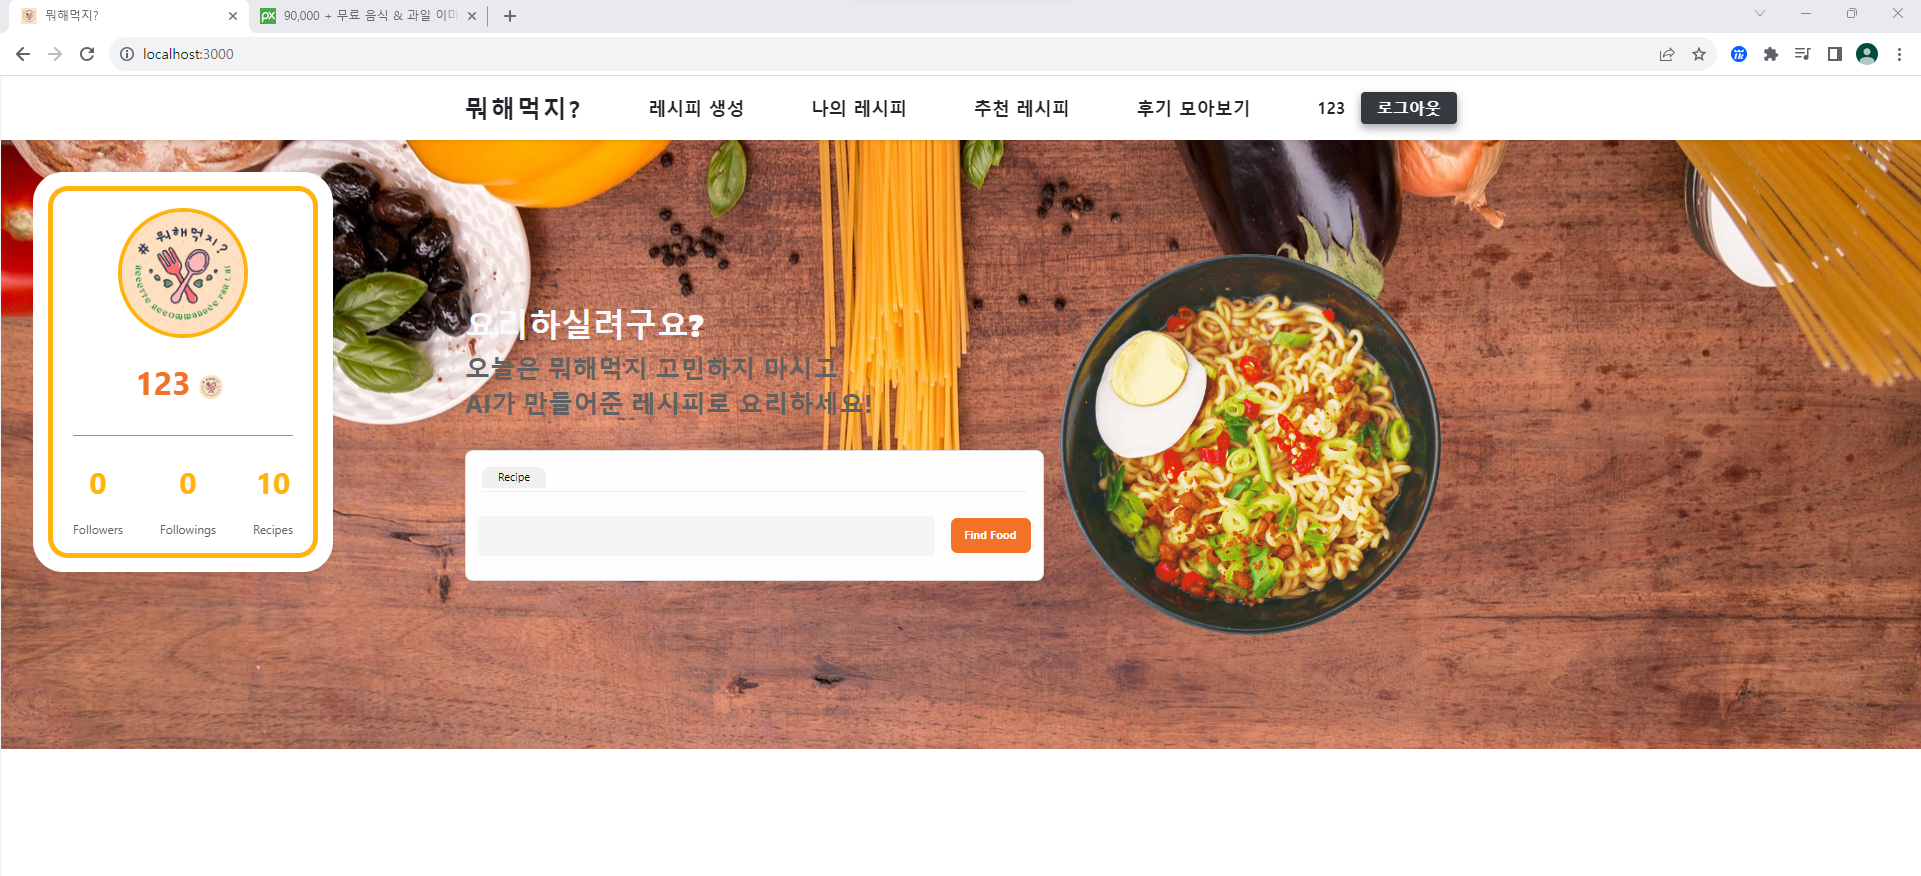 뭐해먹지?
90,000 + 무료 음식 & 과일 이미
localhost:3000
뭐해먹지? 레시피 생성 나의 레시피 추천 레시피 후기 모아보기 123 로그아웃
# 뭐해먹지?
RECETTE RECOMMANDÉE PAR L'AI
123
0 0 10
Followers Followings Recipes
요리하실려구요?
오늘은 뭐해먹지 고민하지 마시고
AI가 만들어준 레시피로 요리하세요!
Recipe
Find Food